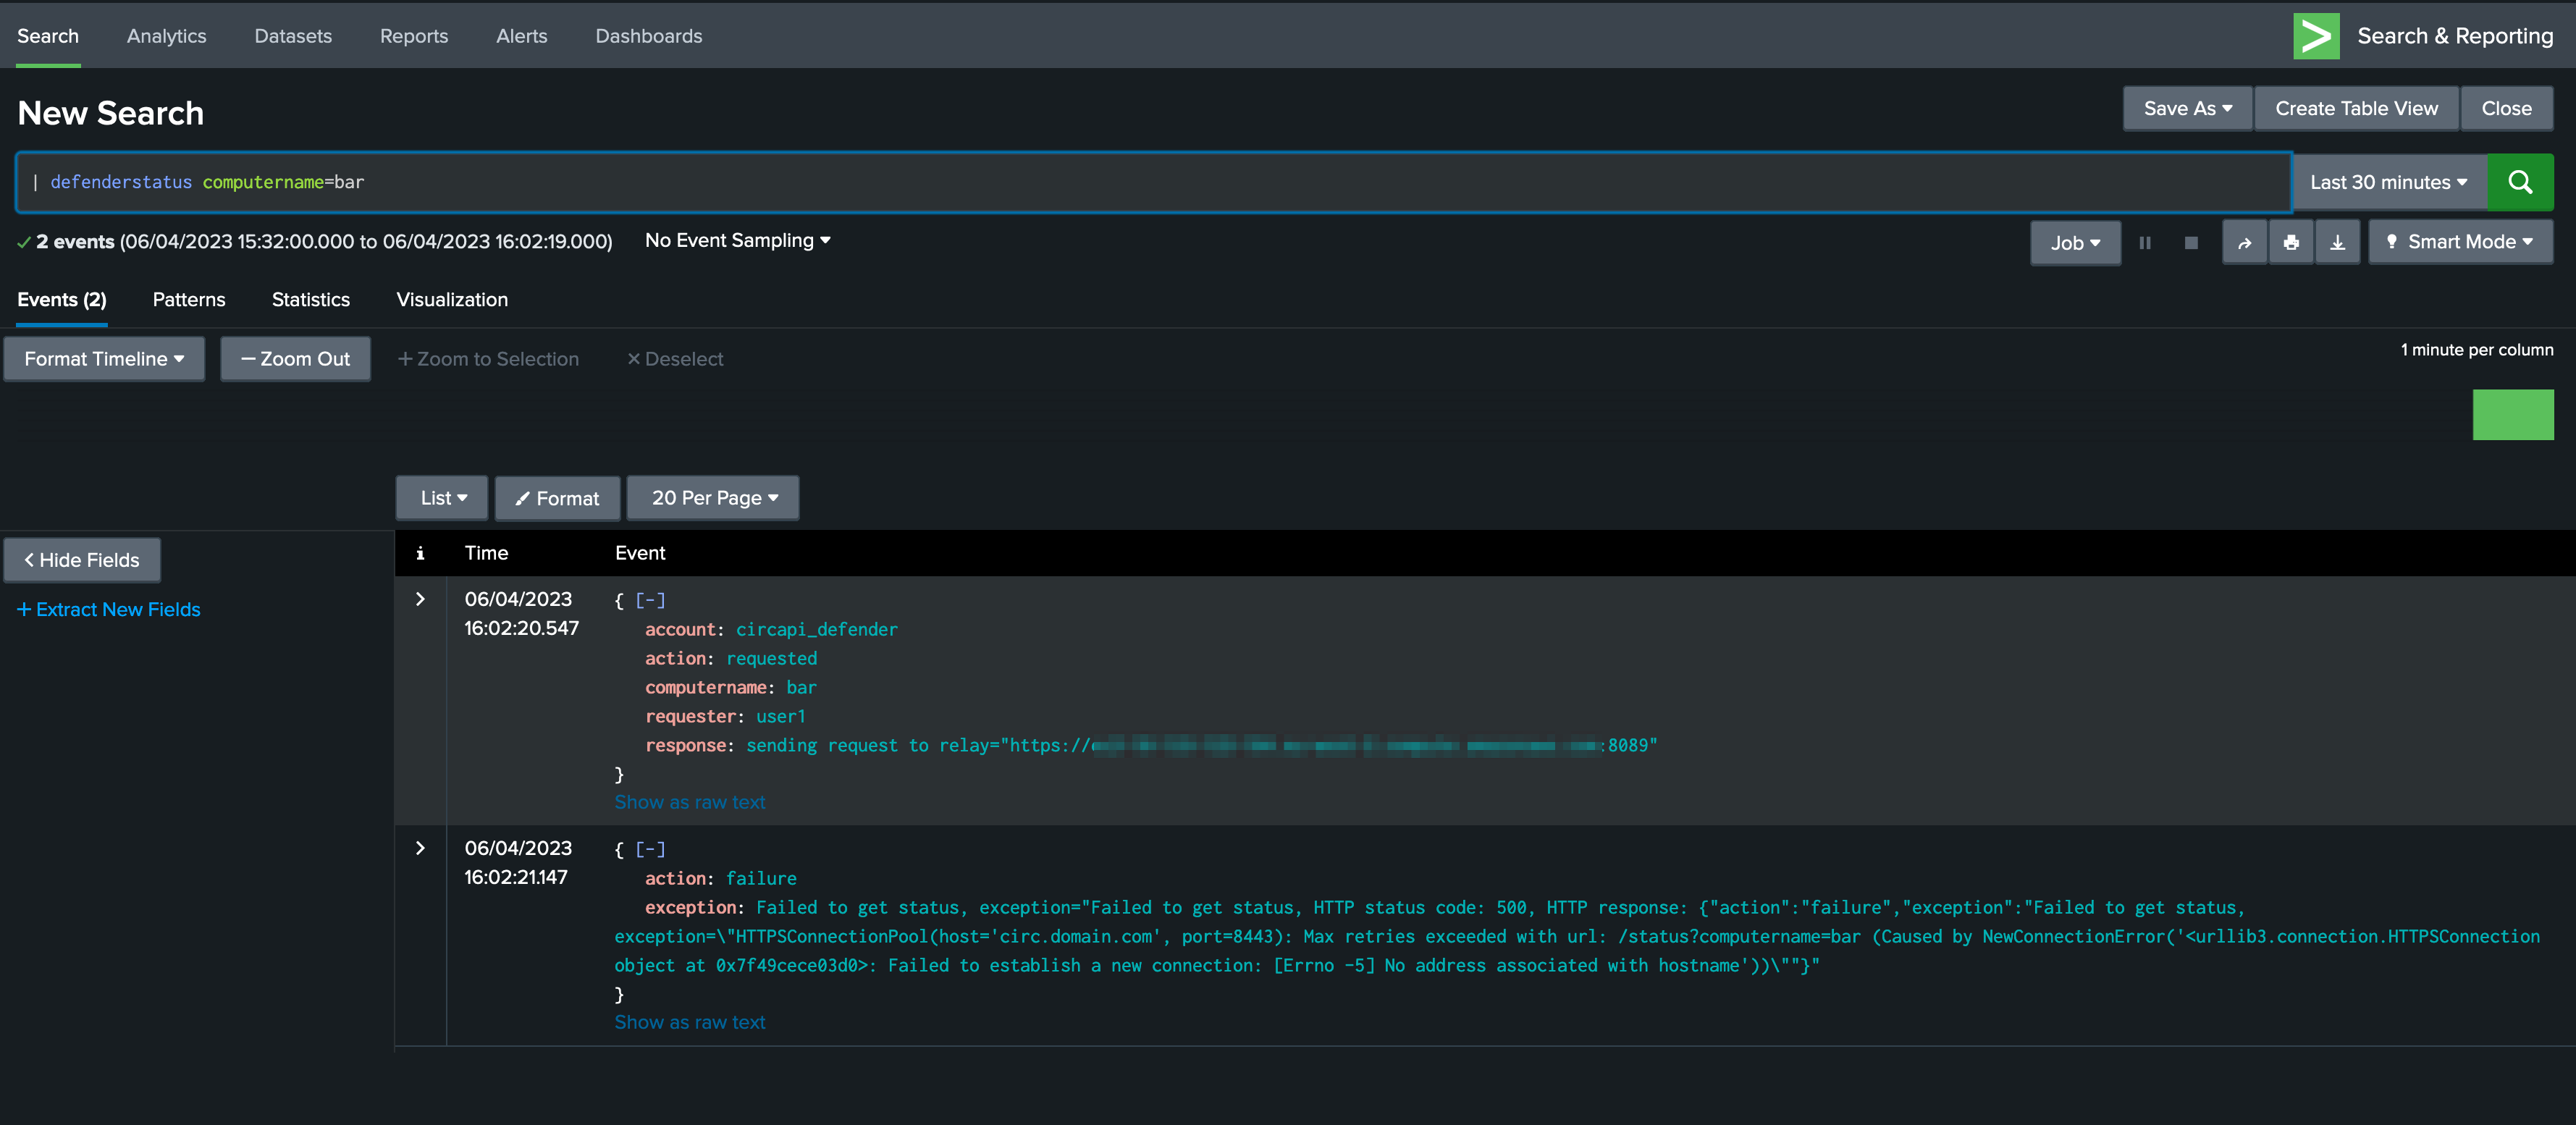 Search Analytics Datasets Reports Alerts Dashboards
> Search & Reporting
New Search
Save As Create Table View Close
| defenderstatus computername=bar
Last 30 minutes
2 events (06/04/2023 15:32:00.000 to 06/04/2023 16:02:19.000) No Event Sampling
Job Smart Mode
Events (2) Patterns Statistics Visualization
Format Timeline — Zoom Out + Zoom to Selection × Deselect
1 minute per column
List Format 20 Per Page
< Hide Fields
+ Extract New Fields
i Time Event
> 06/04/2023 { [-]
16:02:20.547 account: circapi_defender
action: requested
computername: bar
requester: user1
response: sending request to relay="https:// :8089"
}
Show as raw text
> 06/04/2023 { [-]
16:02:21.147 action: failure
exception: Failed to get status, exception="Failed to get status, HTTP status code: 500, HTTP response: {"action":"failure","exception":"Failed to get status,
exception=\"HTTPSConnectionPool(host='circ.domain.com', port=8443): Max retries exceeded with url: /status?computername=bar (Caused by NewConnectionError('<urllib3.connection.HTTPSConnection
object at 0x7f49cece03d0>: Failed to establish a new connection: [Errno -5] No address associated with hostname'))\""}"
}
Show as raw text